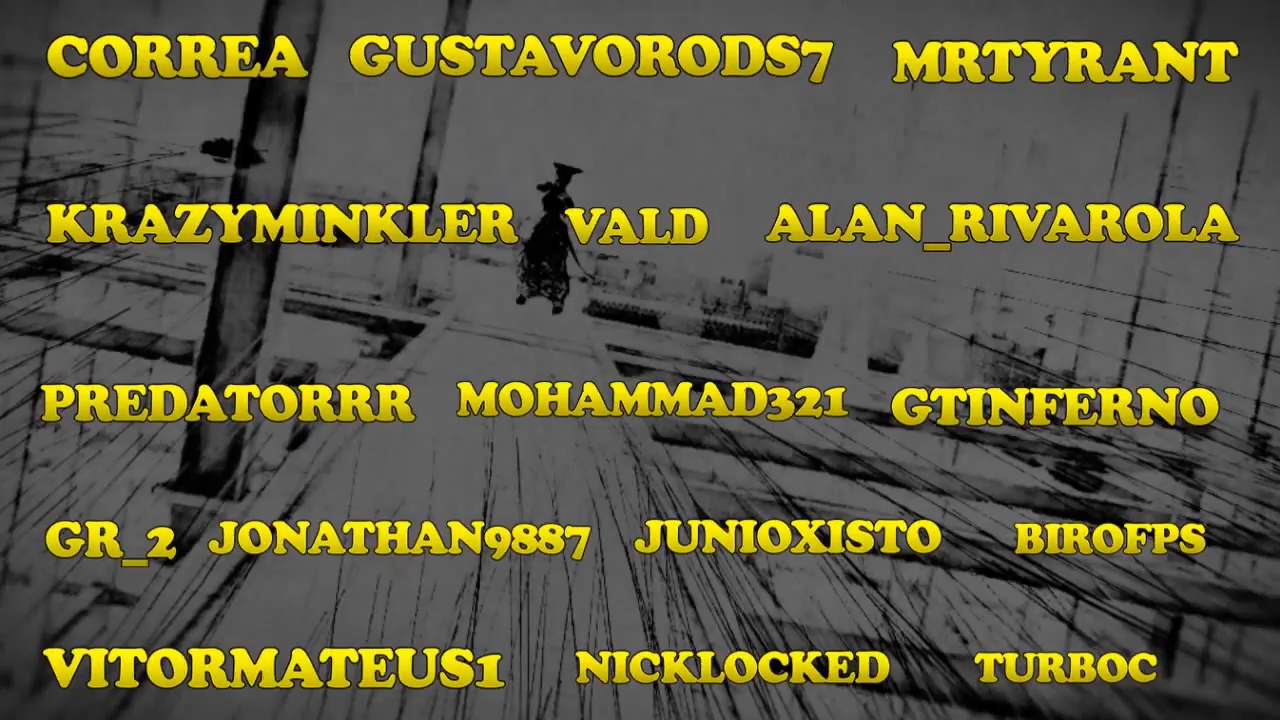 CORREA GUSTAVORODS7 MRTYRANT
KRAZYMINKLER VALD ALAN_RIVAROLA
PREDATORRR MOHAMMAD321 GTINFERNO
GR_2 JONATHAN9887 JUNIOXISTO BIROFPS
VITORMATEUS1 NICKLOCKED TURBOC